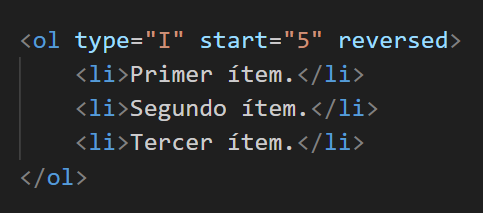 <ol type="I" start="5" reversed>
<li>Primer ítem.</li>
<li>Segundo ítem.</li>
<li>Tercer ítem.</li>
</ol>